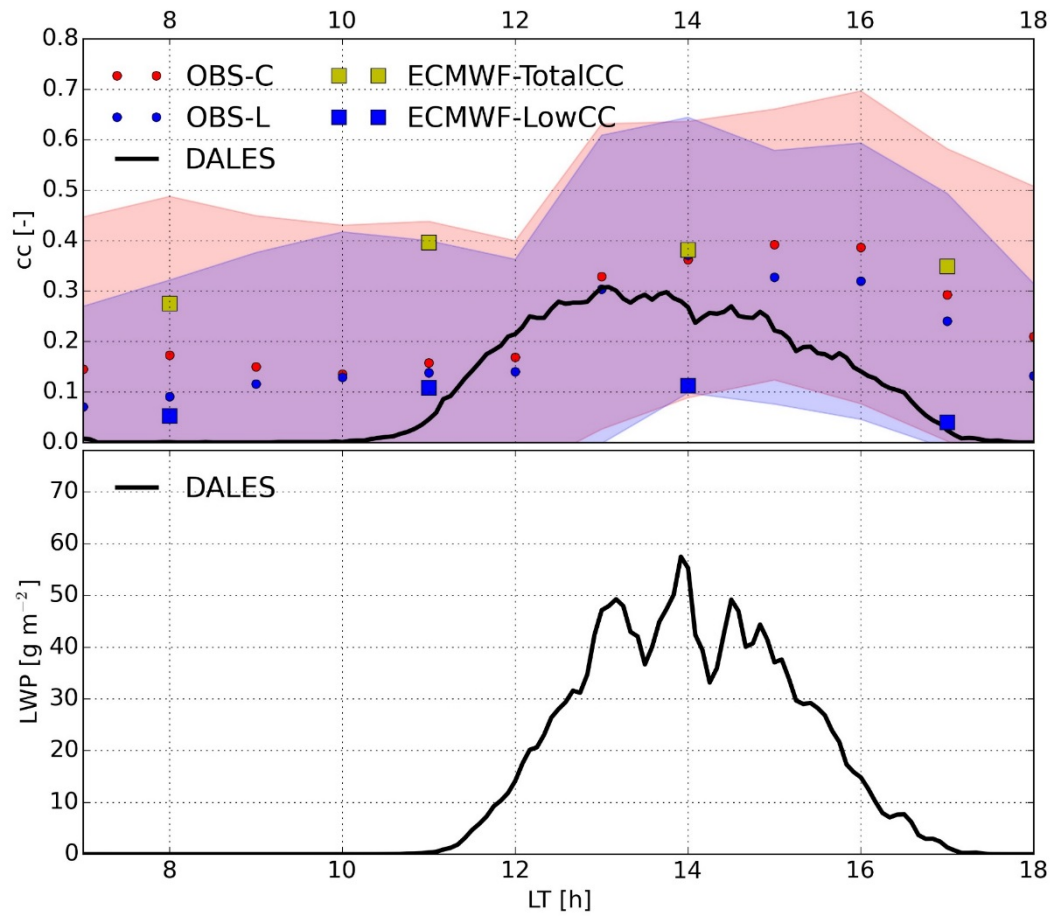 8 10 12 14 16 18
0.8
0.7
0.6
0.5
0.4
0.3
0.2
0.1
0.0
cc [-]
OBS-C ECMWF-TotalCC
OBS-L ECMWF-LowCC
DALES
DALES
70
60
50
40
30
20
10
0
LWP [g m⁻²]
8 10 12 14 16 18
LT [h]